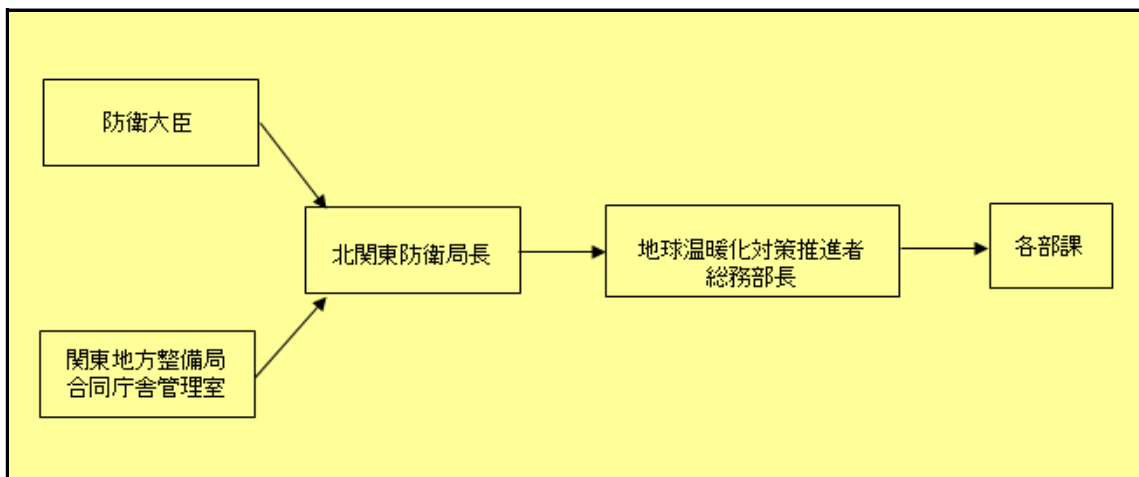 防衛大臣
北関東防衛局長
地球温暖化対策推進者
総務部長
各部課
関東地方整備局
合同庁舎管理室